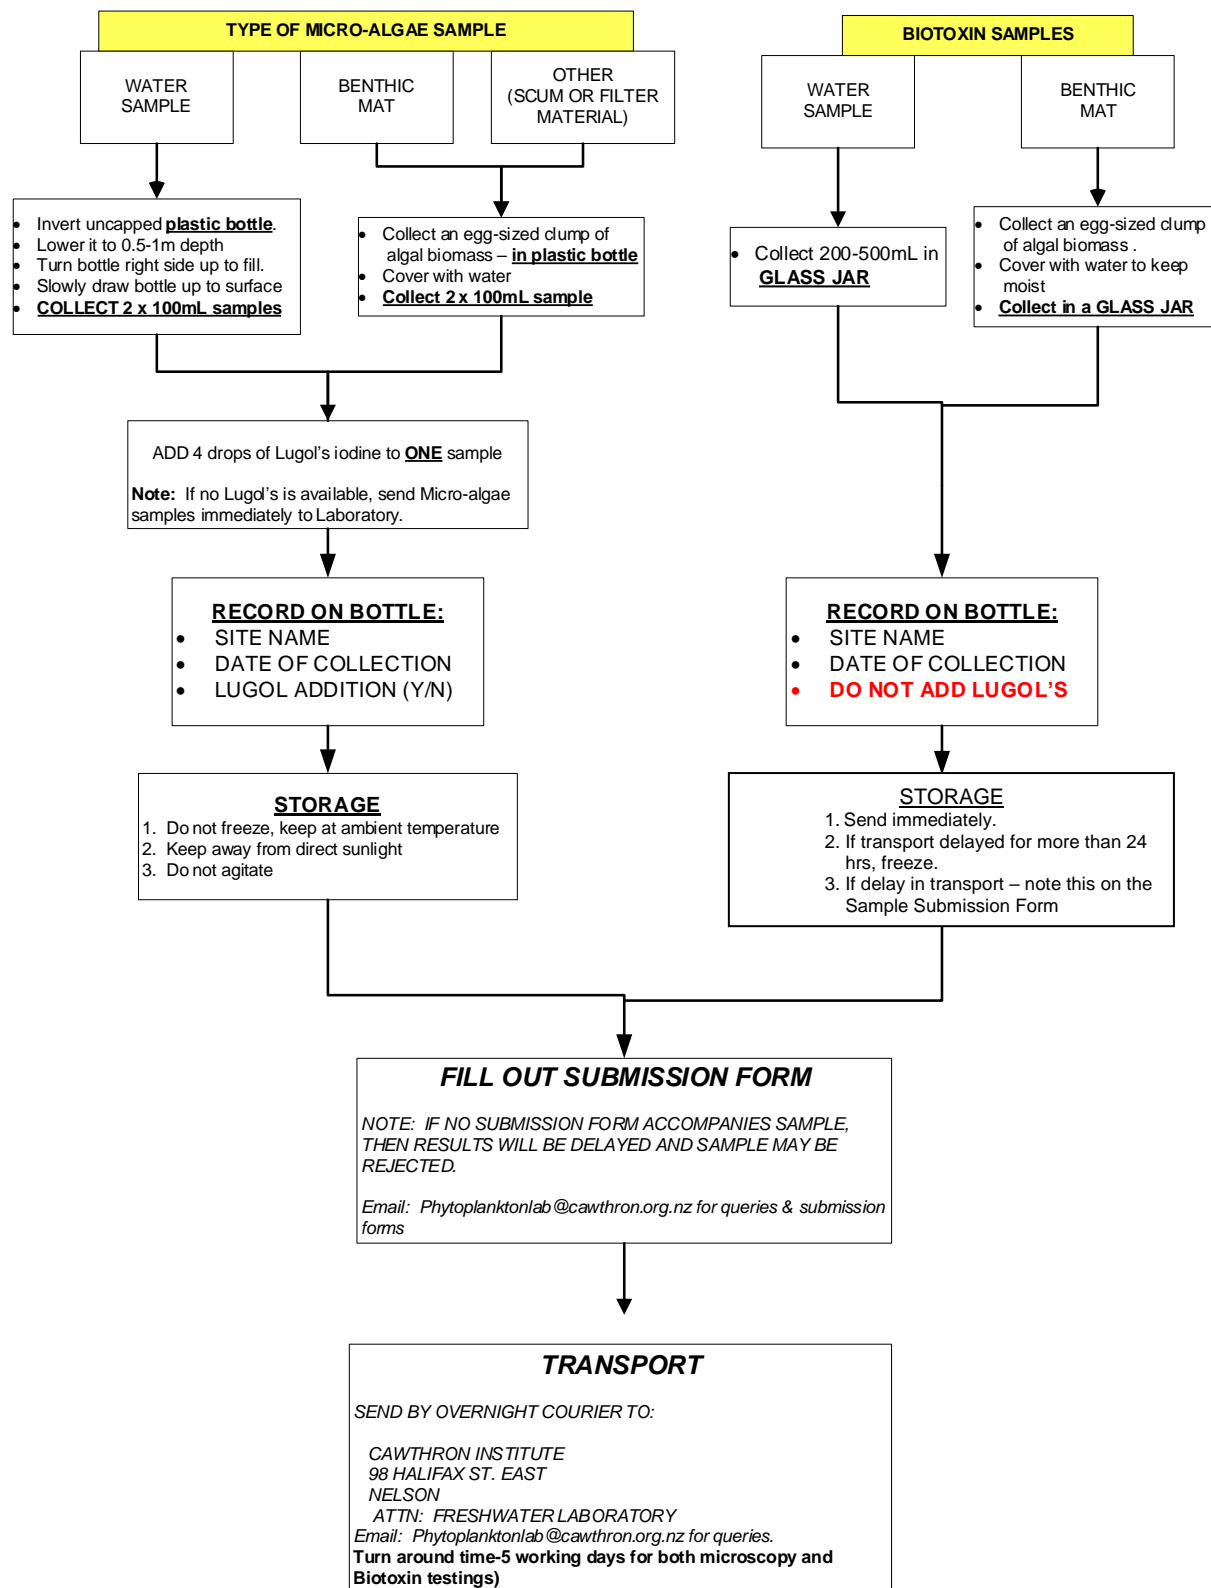 TYPE OF MICRO-ALGAE SAMPLE
WATER
SAMPLE
BENTHIC
MAT
OTHER
(SCUM OR FILTER
MATERIAL)
• Invert uncapped plastic bottle.
• Lower it to 0.5-1m depth
• Turn bottle right side up to fill.
• Slowly draw bottle up to surface
• COLLECT 2 x 100mL samples
• Collect an egg-sized clump of
algal biomass – in plastic bottle
• Cover with water
• Collect 2 x 100mL sample
ADD 4 drops of Lugol's iodine to ONE sample
Note: If no Lugol's is available, send Micro-algae
samples immediately to Laboratory.
RECORD ON BOTTLE:
• SITE NAME
• DATE OF COLLECTION
• LUGOL ADDITION (Y/N)
STORAGE
1. Do not freeze, keep at ambient temperature
2. Keep away from direct sunlight
3. Do not agitate
BIOTOXIN SAMPLES
WATER
SAMPLE
BENTHIC
MAT
• Collect 200-500mL in
GLASS JAR
• Collect an egg-sized clump
of algal biomass .
• Cover with water to keep
moist
• Collect in a GLASS JAR
RECORD ON BOTTLE:
• SITE NAME
• DATE OF COLLECTION
• DO NOT ADD LUGOL'S
STORAGE
1. Send immediately.
2. If transport delayed for more than 24
hrs, freeze.
3. If delay in transport – note this on the
Sample Submission Form
FILL OUT SUBMISSION FORM
NOTE: IF NO SUBMISSION FORM ACCOMPANIES SAMPLE,
THEN RESULTS WILL BE DELAYED AND SAMPLE MAY BE
REJECTED.
Email: Phytoplanktonlab@cawthron.org.nz for queries & submission
forms
TRANSPORT
SEND BY OVERNIGHT COURIER TO:
CAWTHRON INSTITUTE
98 HALIFAX ST. EAST
NELSON
ATTN: FRESHWATER LABORATORY
Email: Phytoplanktonlab@cawthron.org.nz for queries.
Turn around time-5 working days for both microscopy and
Biotoxin testings)